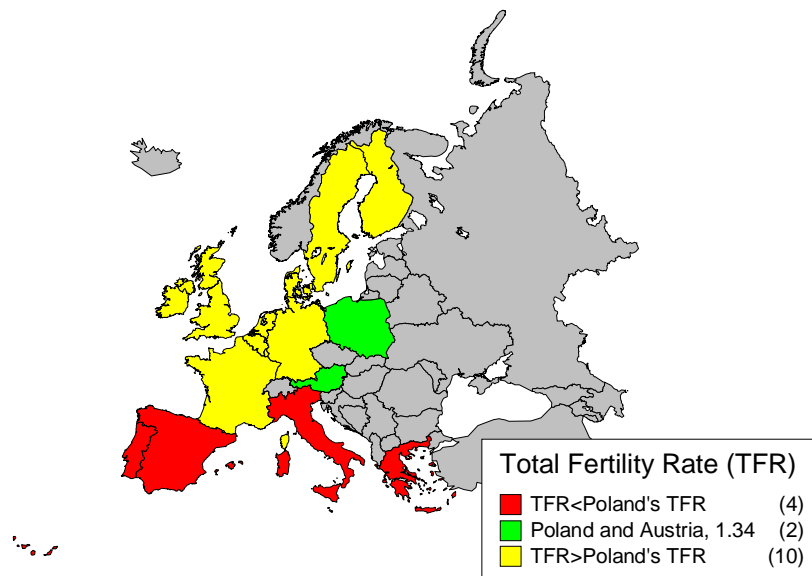 Total Fertility Rate (TFR)
TFR<Poland's TFR (4)
Poland and Austria, 1.34 (2)
TFR>Poland's TFR (10)